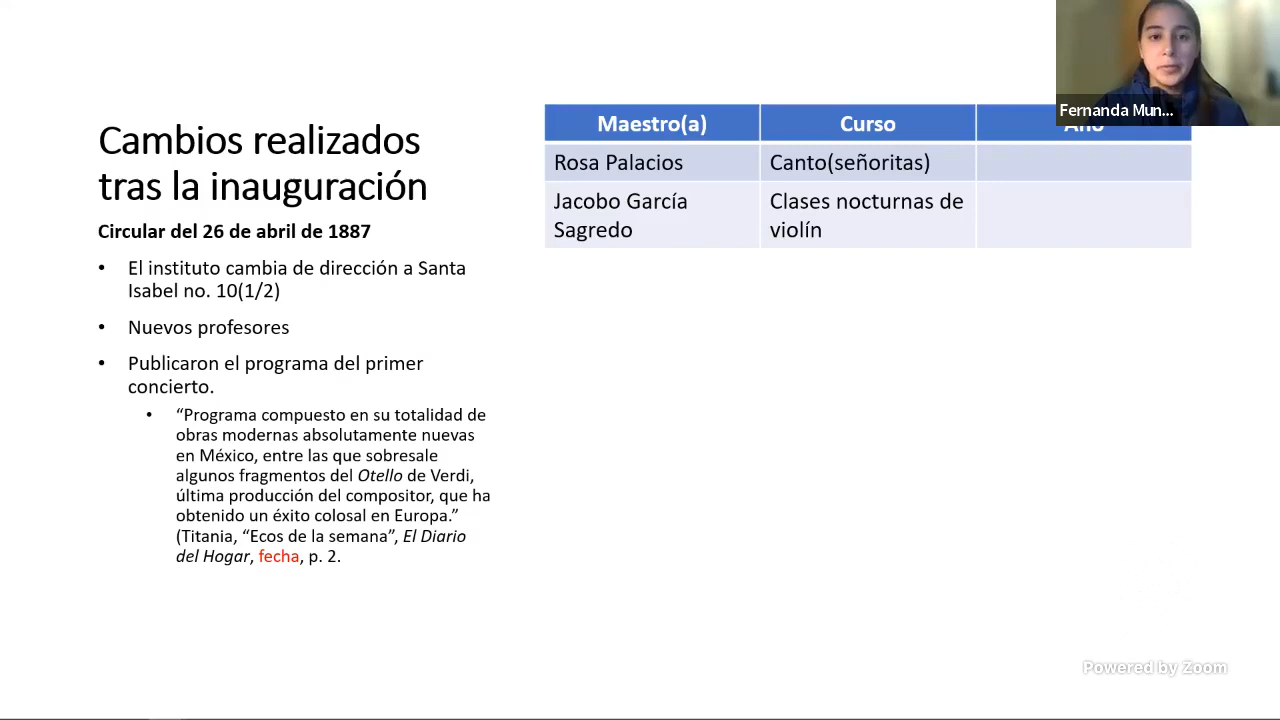 Cambios realizados
tras la inauguración
Circular del 26 de abril de 1887
• El instituto cambia de dirección a Santa
Isabel no. 10(1/2)
• Nuevos profesores
• Publicaron el programa del primer
concierto.
• “Programa compuesto en su totalidad de
obras modernas absolutamente nuevas
en México, entre las que sobresale
algunos fragmentos del Otello de Verdi,
última producción del compositor, que ha
obtenido un éxito colosal en Europa.”
(Titania, “Ecos de la semana”, El Diario
del Hogar, fecha, p. 2.
Maestro(a) Curso Año
Rosa Palacios Canto(señoritas)
Jacobo García Clases nocturnas de
Sagredo violín
Fernanda Mun...
Powered by Zoom